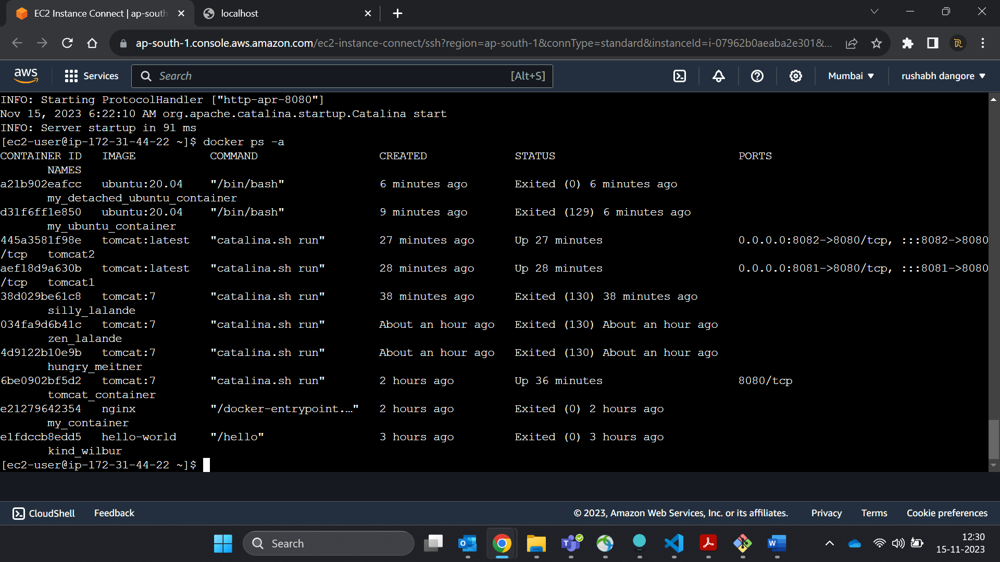 EC2 Instance Connect | ap-south
localhost
ap-south-1.console.aws.amazon.com/ec2-instance-connect/ssh?region=ap-south-1&connType=standard&instanceId=i-07962b0aeaba2e301&...
aws
Services
Search
[Alt+S]
Mumbai
rushabh dangore
INFO: Starting ProtocolHandler ["http-apr-8080"]
Nov 15, 2023 6:22:10 AM org.apache.catalina.startup.Catalina start
INFO: Server startup in 91 ms
[ec2-user@ip-172-31-44-22 ~]$ docker ps -a
CONTAINER ID   IMAGE           COMMAND                  CREATED             STATUS                           PORTS
       NAMES
a21b902eafcc   ubuntu:20.04    "/bin/bash"              6 minutes ago       Exited (0) 6 minutes ago
       my_detached_ubuntu_container
d31f6ff1e850   ubuntu:20.04    "/bin/bash"              9 minutes ago       Exited (129) 6 minutes ago
       my_ubuntu_container
445a3581f98e   tomcat:latest   "catalina.sh run"        27 minutes ago      Up 27 minutes                    0.0.0.0:8082->8080/tcp, :::8082->8080
/tcp   tomcat2
aef18d9a630b   tomcat:latest   "catalina.sh run"        28 minutes ago      Up 28 minutes                    0.0.0.0:8081->8080/tcp, :::8081->8080
/tcp   tomcat1
38d029be61c8   tomcat:7        "catalina.sh run"        38 minutes ago      Exited (130) 38 minutes ago
       silly_lalande
034fa9d6b41c   tomcat:7        "catalina.sh run"        About an hour ago   Exited (130) About an hour ago
       zen_lalande
4d9122b10e9b   tomcat:7        "catalina.sh run"        About an hour ago   Exited (130) About an hour ago
       hungry_meitner
6be0902bf5d2   tomcat:7        "catalina.sh run"        2 hours ago         Up 36 minutes                    8080/tcp
       tomcat_container
e21279642354   nginx           "/docker-entrypoint.…"   2 hours ago         Exited (0) 2 hours ago
       my_container
e1fdccb8edd5   hello-world     "/hello"                 3 hours ago         Exited (0) 3 hours ago
       kind_wilbur
[ec2-user@ip-172-31-44-22 ~]$
CloudShell
Feedback
© 2023, Amazon Web Services, Inc. or its affiliates.
Privacy
Terms
Cookie preferences
Search
12:30
15-11-2023